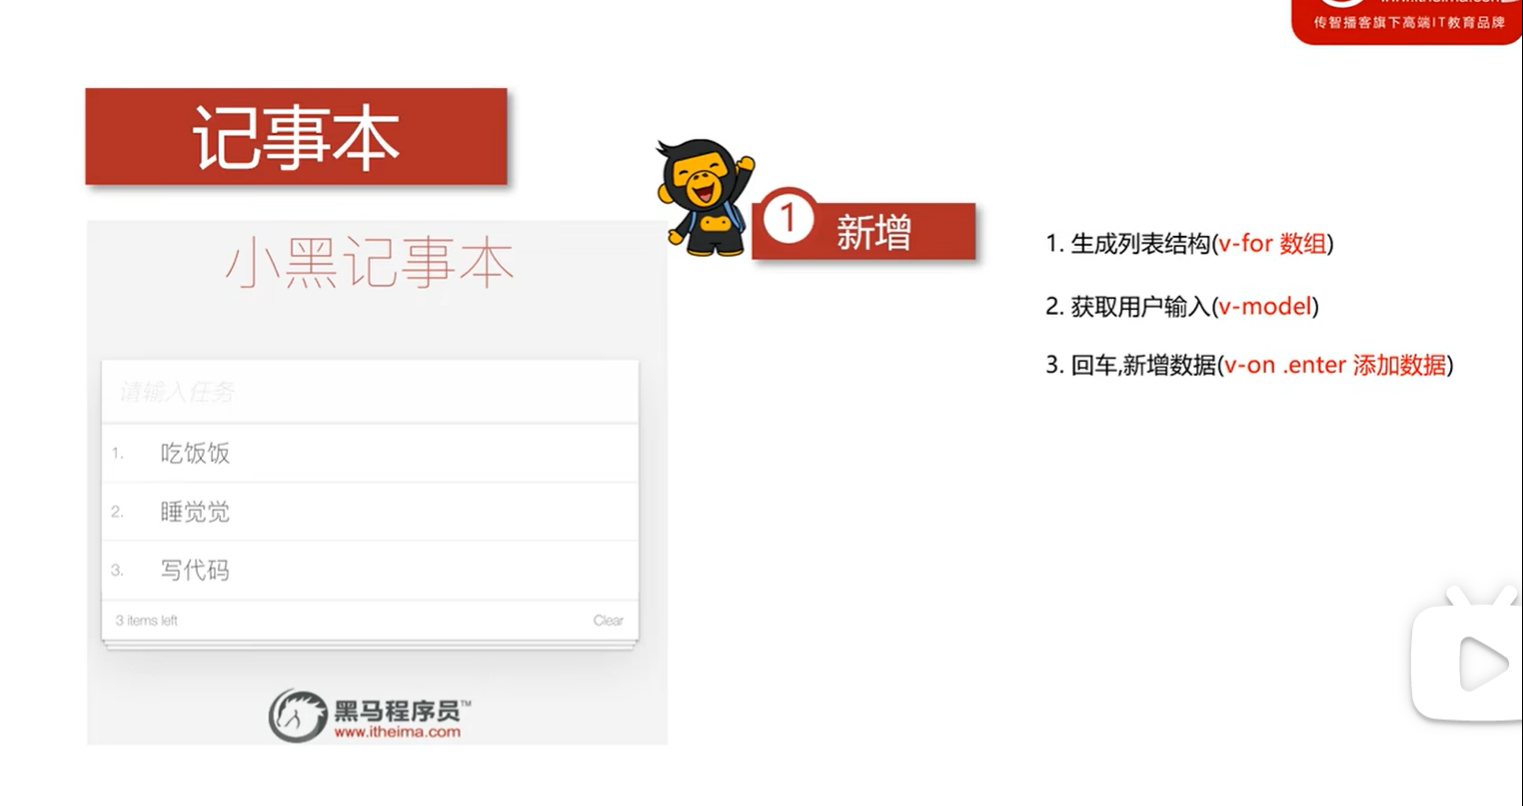 传智播客旗下高端IT教育品牌
记事本
小黑记事本
请输入任务
1. 吃饭饭
2. 睡觉觉
3. 写代码
3 items left Clear
黑马程序员™
www.itheima.com
1 新增
1. 生成列表结构(v-for 数组)
2. 获取用户输入(v-model)
3. 回车,新增数据(v-on .enter 添加数据)